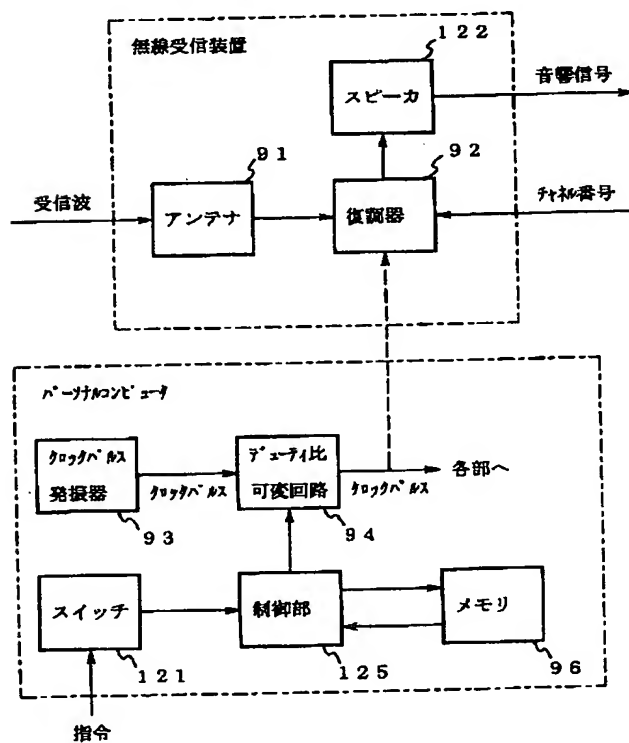 無線受信装置
122
スピーカ
音響信号
91
92
受信波
アンテナ
復調器
チャネル番号
パーソナルコンピュータ
クロックパルス
発振器
クロックパルス
デューティ比
可変回路
クロックパルス
各部へ
93
94
スイッチ
制御部
メモリ
121
125
96
指令